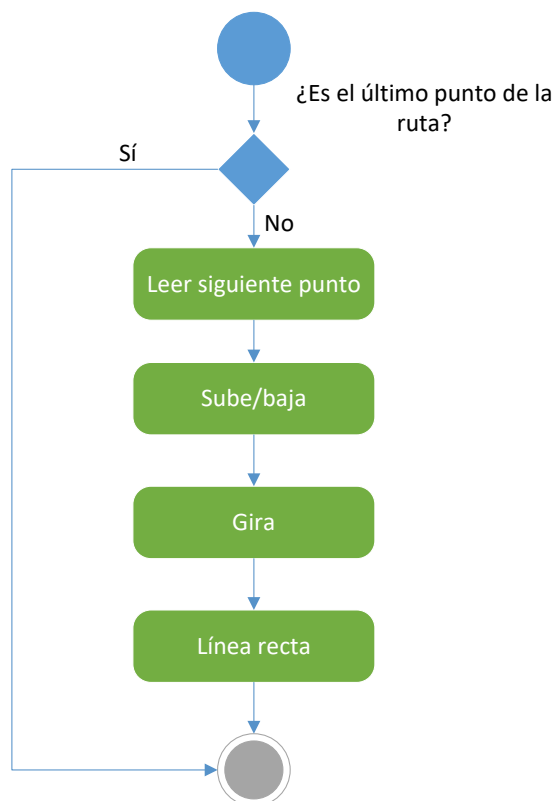 ¿Es el último punto de la
ruta?
Sí
No
Leer siguiente punto
Sube/baja
Gira
Línea recta